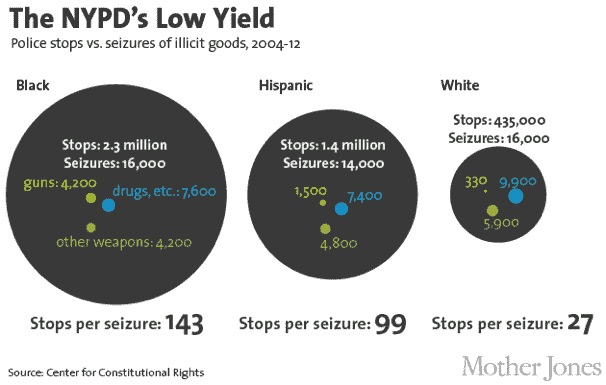 The NYPD's Low Yield
Police stops vs. seizures of illicit goods, 2004-12
Black
Stops: 2.3 million
Seizures: 16,000
guns: 4,200
drugs, etc.: 7,600
other weapons: 4,200
Stops per seizure: 143
Hispanic
Stops: 1.4 million
Seizures: 14,000
1,500
7,400
4,800
Stops per seizure: 99
White
Stops: 435,000
Seizures: 16,000
330
9,900
5,900
Stops per seizure: 27
Source: Center for Constitutional Rights
Mother Jones